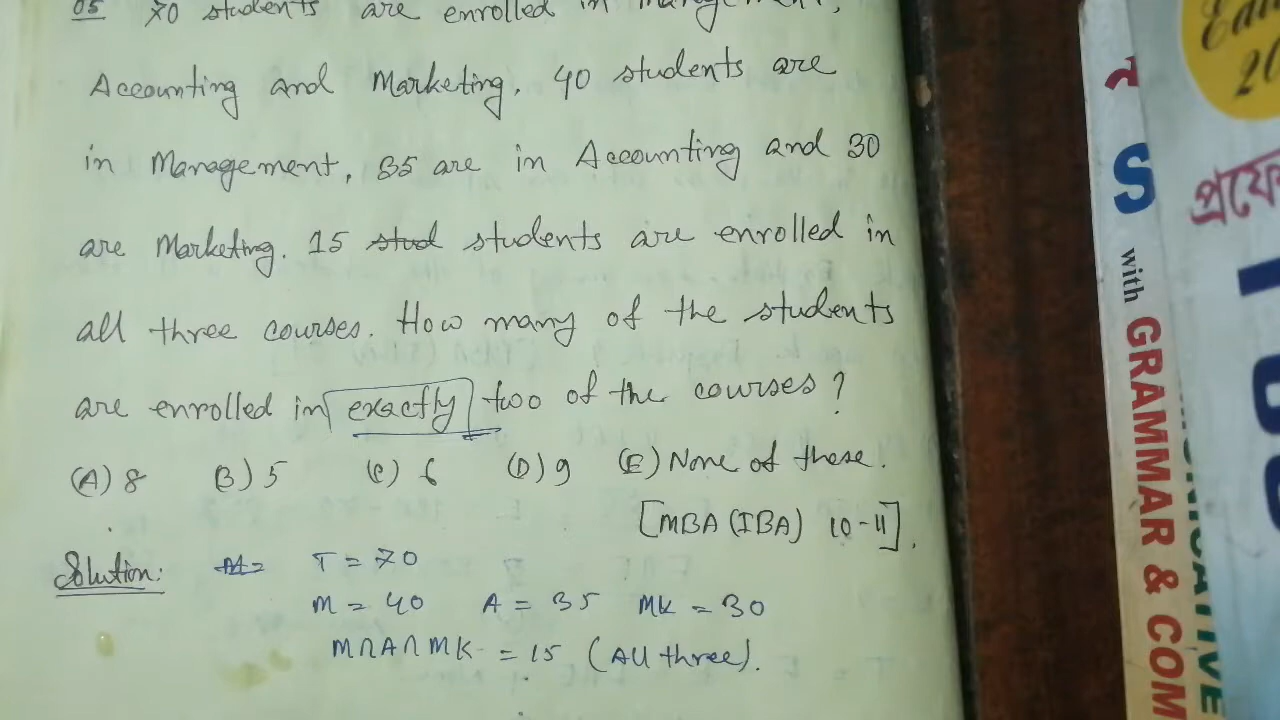 05 70 students are enrolled in Management,
Accounting and Marketing. 40 students are
in Management, 35 are in Accounting and 30
are Marketing. 15 stud students are enrolled in
all three courses. How many of the students
are enrolled in exactly two of the courses?
(A) 8 (B) 5 (C) 6 (D) 9 (E) None of these.
[MBA (IBA) 10-11].
Solution: M= T = 70
M = 40 A = 35 MK = 30
M∩A∩MK = 15 (All three).
S
with GRAMMAR & COM